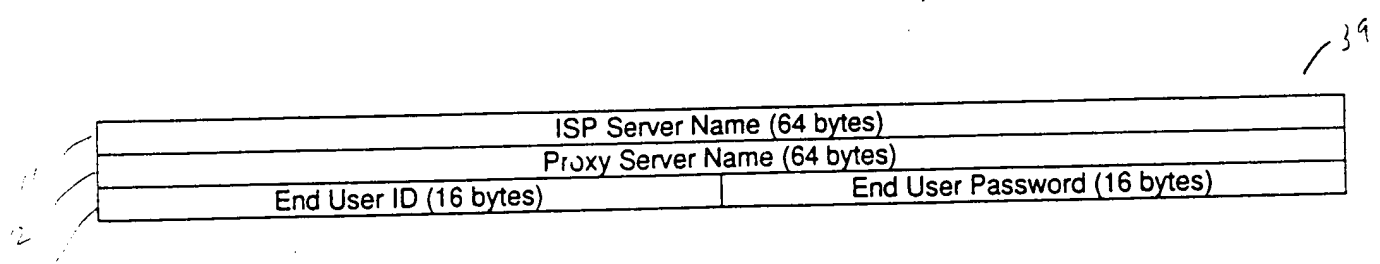 39
ISP Server Name (64 bytes)
Proxy Server Name (64 bytes)
End User ID (16 bytes) End User Password (16 bytes)